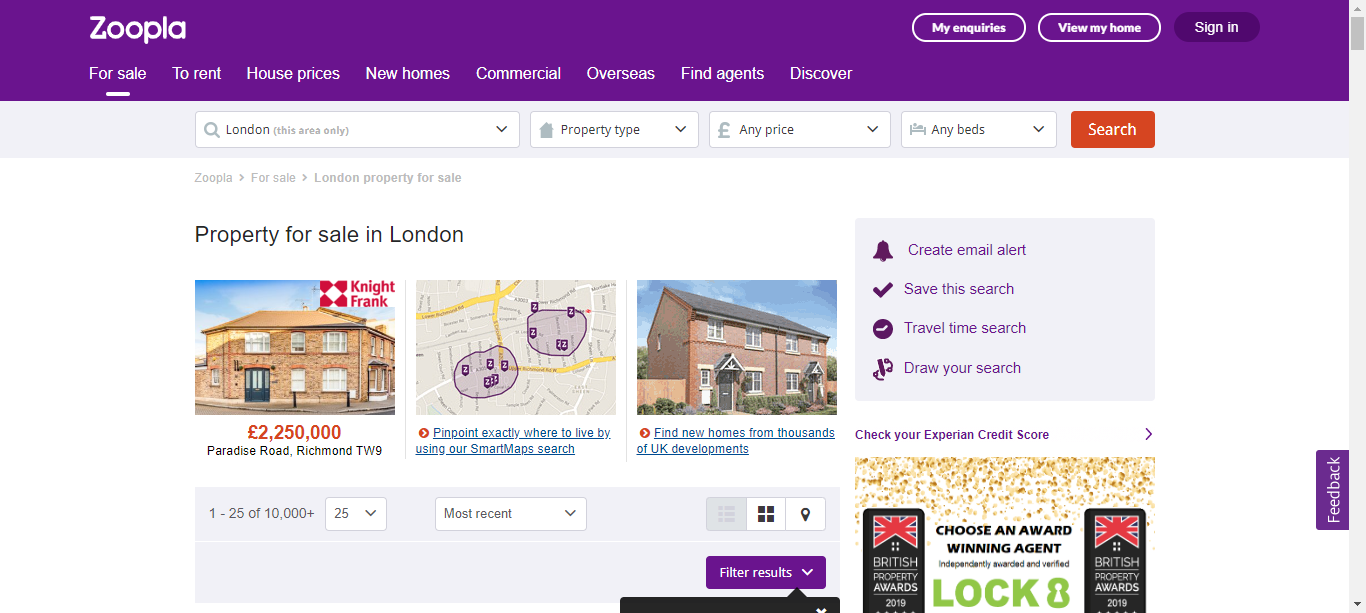 Zoopla
My enquiries
View my home
Sign in
For sale
To rent
House prices
New homes
Commercial
Overseas
Find agents
Discover
London (this area only)
Property type
£ Any price
Any beds
Search
Zoopla > For sale > London property for sale
Property for sale in London
Knight
Frank
£2,250,000
Paradise Road, Richmond TW9
Pinpoint exactly where to live by
using our SmartMaps search
Find new homes from thousands
of UK developments
Create email alert
Save this search
Travel time search
Draw your search
Check your Experian Credit Score
1 - 25 of 10,000+
25
Most recent
Filter results
CHOOSE AN AWARD
WINNING AGENT
Independently awarded and verified
LOCK8
BRITISH
PROPERTY
AWARDS
2019
BRITISH
PROPERTY
AWARDS
2019
Feedback